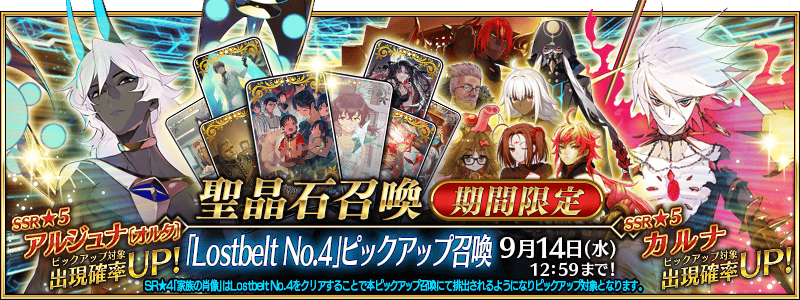 聖晶石召喚 期間限定
SSR★5
アルジュナ〔オルタ〕
ピックアップ対象
出現確率UP!
「Lostbelt No.4」ピックアップ召喚 9月14日(水)
12:59まで!
SSR★5
カルナ
ピックアップ対象
出現確率UP!
SR★4「家族の肖像」はLostbelt No.4をクリアすることで本ピックアップ召喚にて排出されるようになりピックアップ対象となります。